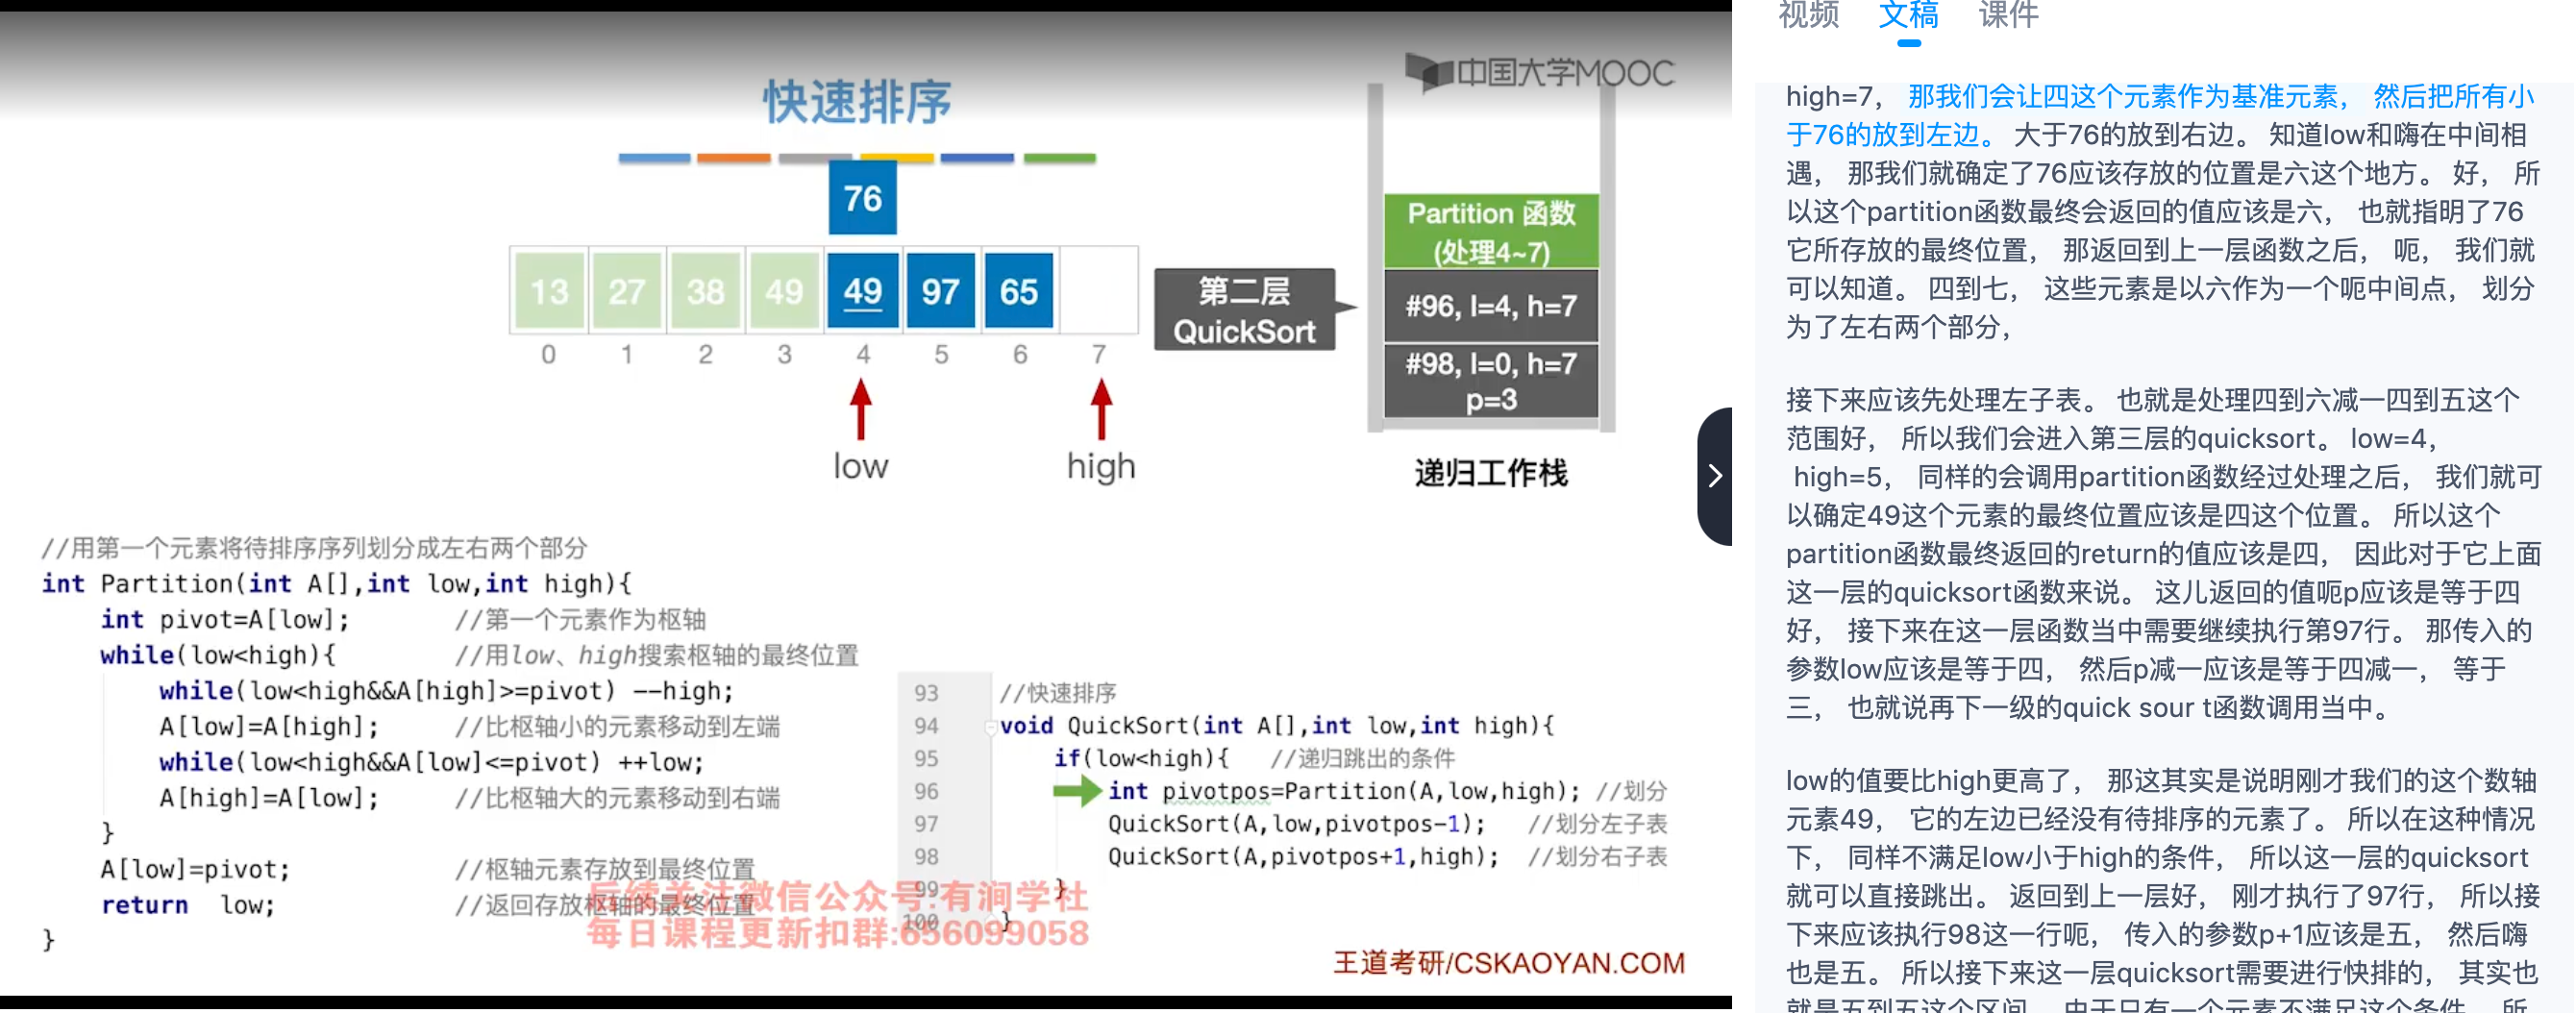 中国大学MOOC
快速排序
76
13 27 38 49 49 97 65
0 1 2 3 4 5 6 7
low high
第二层
QuickSort
Partition 函数
(处理4~7)
#96, l=4, h=7
#98, l=0, h=7
p=3
递归工作栈
//用第一个元素将待排序序列划分成左右两个部分
int Partition(int A[],int low,int high){
int pivot=A[low]; //第一个元素作为枢轴
while(low<high){ //用low、high搜索枢轴的最终位置
while(low<high&&A[high]>=pivot) --high;
A[low]=A[high]; //比枢轴小的元素移动到左端
while(low<high&&A[low]<=pivot) ++low;
A[high]=A[low]; //比枢轴大的元素移动到右端
}
A[low]=pivot; //枢轴元素存放到最终位置
return low; //返回存放枢轴的最终位置
}
93 //快速排序
94 void QuickSort(int A[],int low,int high){
95 if(low<high){ //递归跳出的条件
96 int pivotpos=Partition(A,low,high); //划分
97 QuickSort(A,low,pivotpos-1); //划分左子表
98 QuickSort(A,pivotpos+1,high); //划分右子表
99 }
100 }
后续关注微信公众号:有涧学社
每日课程更新扣群:656099058
王道考研/CSKAOYAN.COM
视频 文稿 课件
high=7， 那我们会让四这个元素作为基准元素， 然后把所有小
于76的放到左边。 大于76的放到右边。 知道low和嗨在中间相
遇， 那我们就确定了76应该存放的位置是六这个地方。 好， 所
以这个partition函数最终会返回的值应该是六， 也就指明了76
它所存放的最终位置， 那返回到上一层函数之后， 呃， 我们就
可以知道。 四到七， 这些元素是以六作为一个呃中间点， 划分
为了左右两个部分，
接下来应该先处理左子表。 也就是处理四到六减一四到五这个
范围好， 所以我们会进入第三层的quicksort。 low=4，
high=5， 同样的会调用partition函数经过处理之后， 我们就可
以确定49这个元素的最终位置应该是四这个位置。 所以这个
partition函数最终返回的return的值应该是四， 因此对于它上面
这一层的quicksort函数来说。 这儿返回的值呃p应该是等于四
好， 接下来在这一层函数当中需要继续执行第97行。 那传入的
参数low应该是等于四， 然后p减一应该是等于四减一， 等于
三， 也就说再下一级的quick sour t函数调用当中。
low的值要比high更高了， 那这其实是说明刚才我们的这个数轴
元素49， 它的左边已经没有待排序的元素了。 所以在这种情况
下， 同样不满足low小于high的条件， 所以这一层的quicksort
就可以直接跳出。 返回到上一层好， 刚才执行了97行， 所以接
下来应该执行98这一行呃， 传入的参数p+1应该是五， 然后嗨
也是五。 所以接下来这一层quicksort需要进行快排的， 其实也
就是五到五这个区间， 由于只有一个元素不满足这个条件， 所